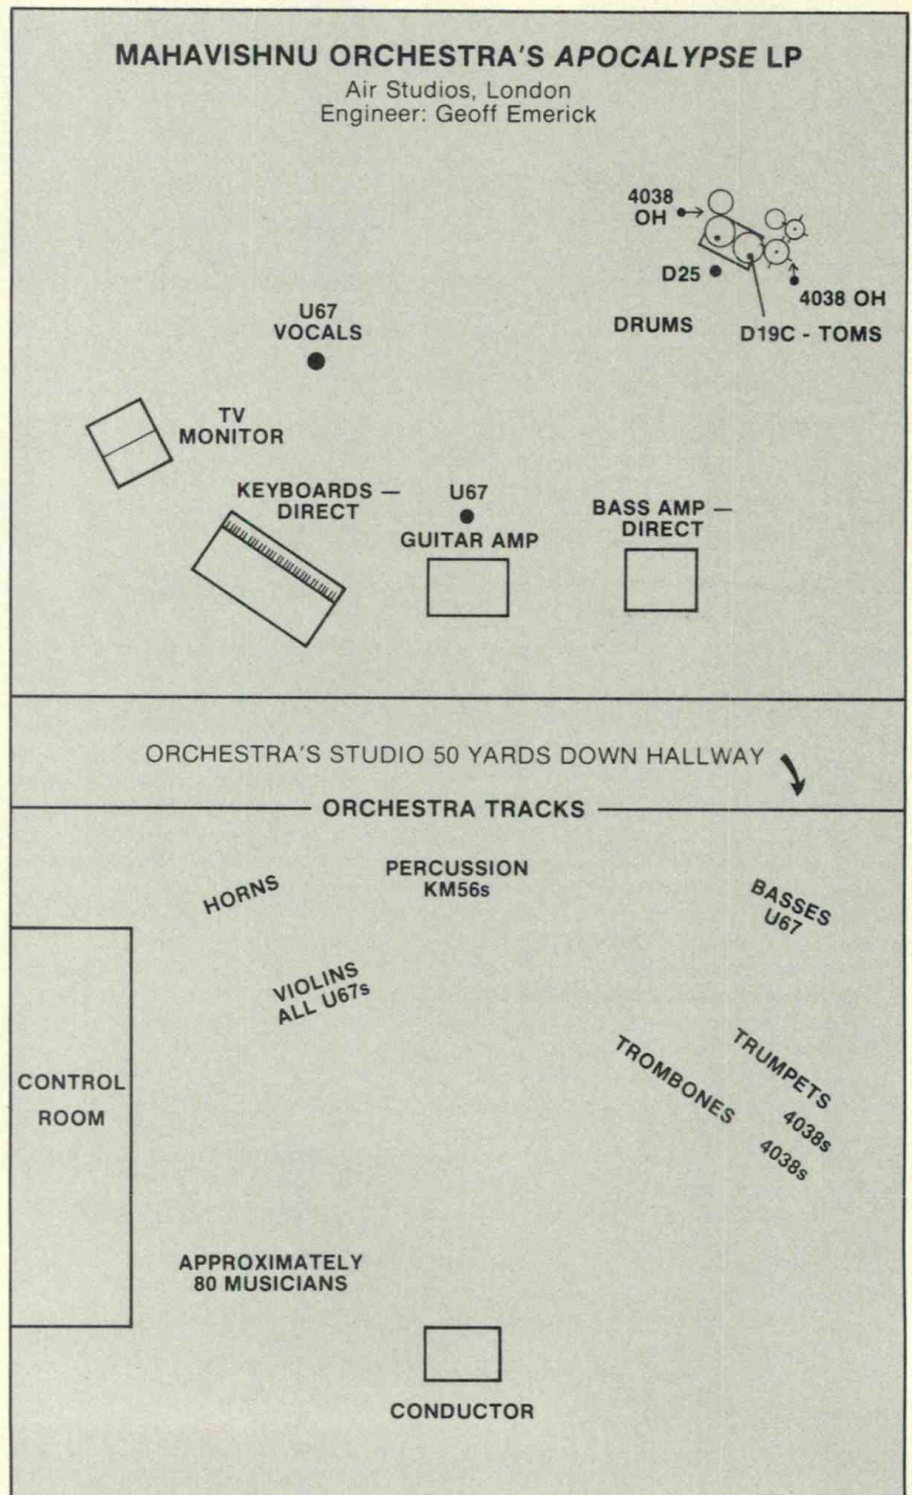 MAHAVISHNU ORCHESTRA'S APOCALYPSE LP
Air Studios, London
Engineer: Geoff Emerick
4038
OH
D25
4038 OH
DRUMS
D19C - TOMS
U67
VOCALS
TV
MONITOR
KEYBOARDS —
DIRECT
U67
GUITAR AMP
BASS AMP —
DIRECT
ORCHESTRA'S STUDIO 50 YARDS DOWN HALLWAY
ORCHESTRA TRACKS
HORNS
PERCUSSION
KM56s
BASSES
U67
VIOLINS
ALL U67s
TROMBONES
4038s
TRUMPETS
4038s
CONTROL
ROOM
APPROXIMATELY
80 MUSICIANS
CONDUCTOR